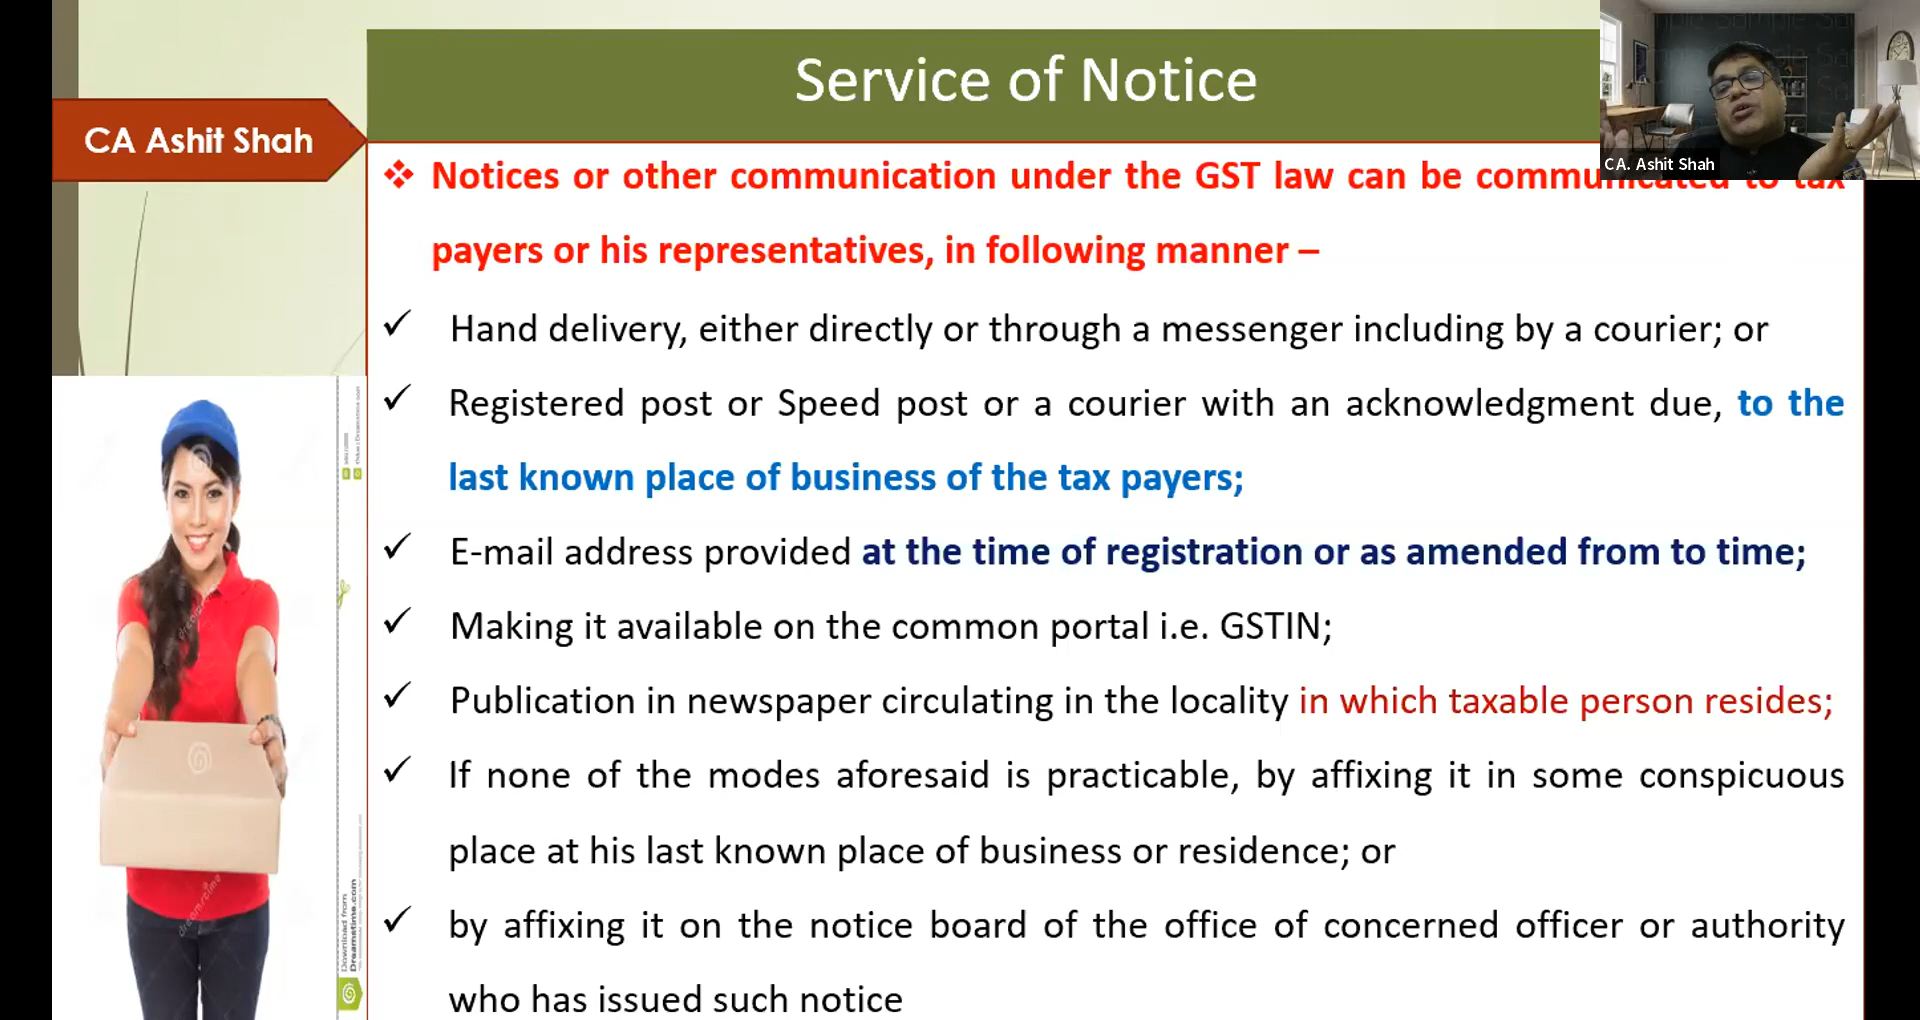 Service of Notice
CA Ashit Shah
CA. Ashit Shah
❖ Notices or other communication under the GST law can be communicated to tax
payers or his representatives, in following manner –
✓ Hand delivery, either directly or through a messenger including by a courier; or
✓ Registered post or Speed post or a courier with an acknowledgment due, to the
last known place of business of the tax payers;
✓ E-mail address provided at the time of registration or as amended from to time;
✓ Making it available on the common portal i.e. GSTIN;
✓ Publication in newspaper circulating in the locality in which taxable person resides;
✓ If none of the modes aforesaid is practicable, by affixing it in some conspicuous
place at his last known place of business or residence; or
✓ by affixing it on the notice board of the office of concerned officer or authority
who has issued such notice
Download from
Dreamstime.com